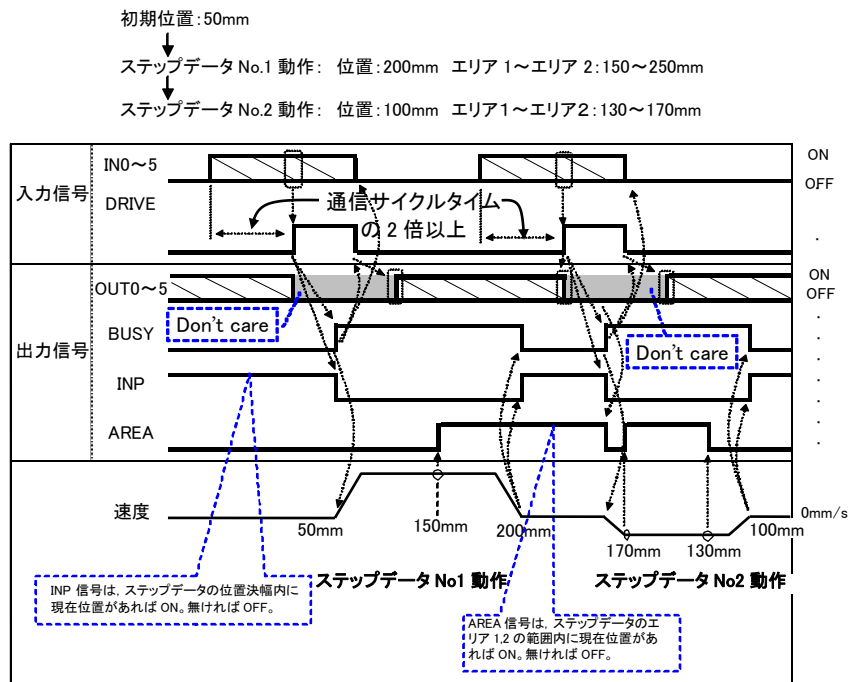 初期位置：50mm
ステップデータ No.1 動作： 位置：200mm エリア 1～エリア 2：150～250mm
ステップデータ No.2 動作： 位置：100mm エリア1～エリア2：130～170mm
入力信号
IN0～5
ON
OFF
DRIVE
通信サイクルタイム
の 2 倍以上
出力信号
OUT0～5
ON
OFF
Don't care
BUSY
Don't care
INP
AREA
速度
0mm/s
50mm
150mm
200mm
170mm
130mm
100mm
ステップデータ No1 動作
ステップデータ No2 動作
INP 信号は，ステップデータの位置決幅内に
現在位置があれば ON。無ければ OFF。
AREA 信号は，ステップデータのエ
リア 1,2 の範囲内に現在位置があ
れば ON。無ければ OFF。